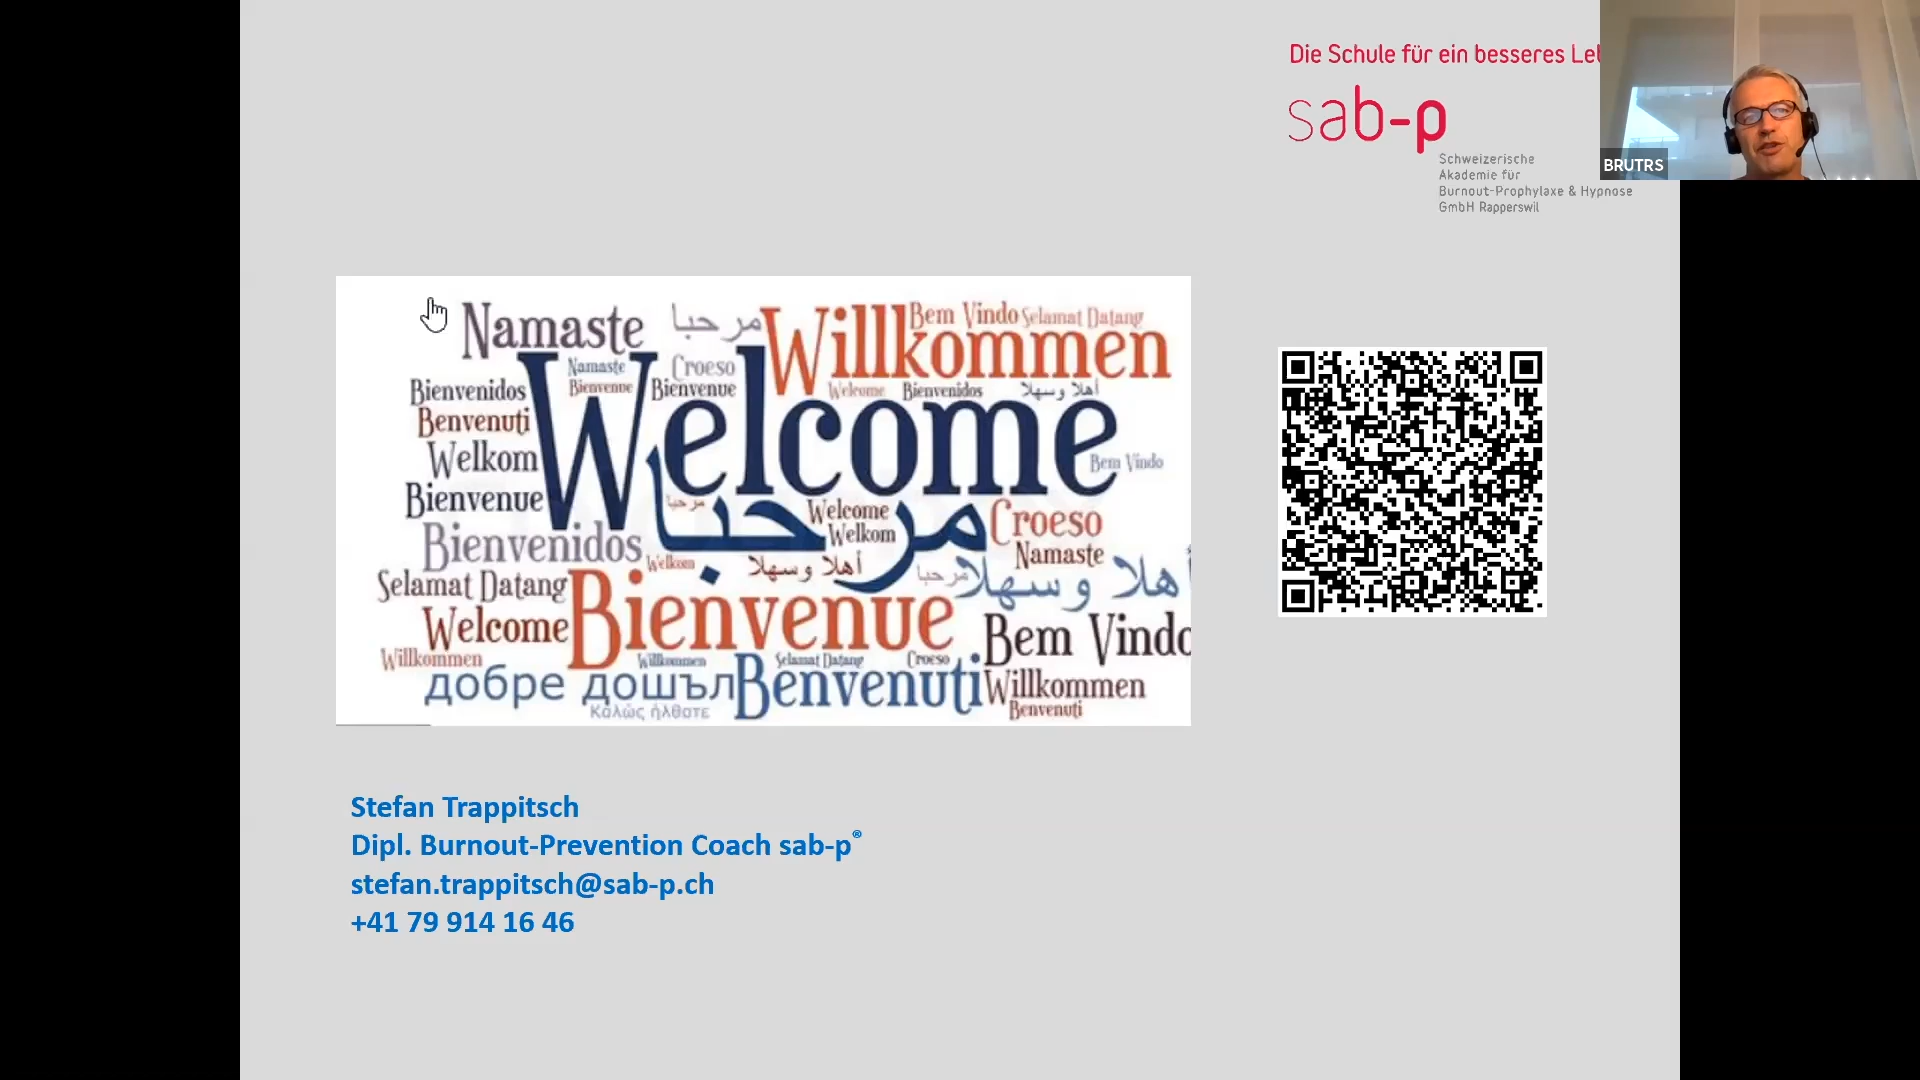 Die Schule für ein besseres Le
sab-p
Schweizerische
Akademie für
Burnout-Prophylaxe & Hypnose
GmbH Rapperswil
BRUTRS
Namaste مرحبا Willkommen Bem Vindo Selamat Datang
Namaste Croeso
Bienvenidos Bienvenue Bienvenue Welcome Bienvenidos أهلا وسهلا
Benvenuti Welcome
Welkom Bem Vindo
Bienvenue مرحبا مرحبا Welcome Croeso
Bienvenidos Welkom Namaste
Welkom أهلا وسهلا مرحبا أهلا وسهلا
Selamat Datang Bienvenue
Welcome Bem Vindo
Willkommen Willkommen Selamat Datang Croeso
добре дошъл Benvenuti Willkommen
Καλώς ήλθατε Benvenuti
Stefan Trappitsch
Dipl. Burnout-Prevention Coach sab-p®
stefan.trappitsch@sab-p.ch
+41 79 914 16 46